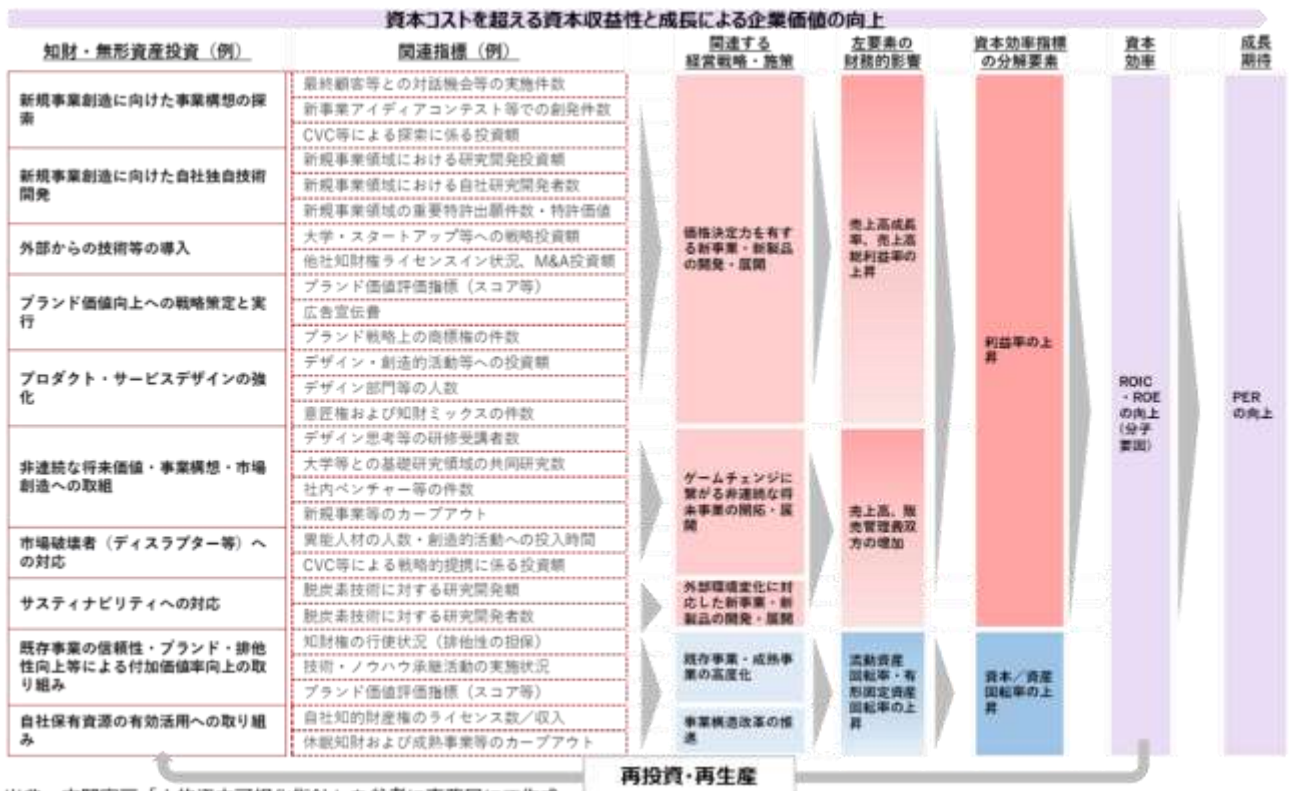 資本コストを超える資本収益性と成長による企業価値の向上
知財・無形資産投資（例）
関連指標（例）
関連する
経営戦略・施策
左要素の
財務的影響
資本効率指標
の分解要素
資本
効率
成長
期待
新規事業創造に向けた事業構想の探
索
最終顧客等との対話機会等の実施件数
新事業アイディアコンテスト等での創発件数
CVC等による探索に係る投資額
新規事業創造に向けた自社独自技術
開発
新規事業領域における研究開発投資額
新規事業領域における自社研究開発者数
新規事業領域の重要特許出願件数・特許価値
外部からの技術等の導入
大学・スタートアップ等への戦略投資額
他社知財権ライセンスイン状況、M&A投資額
ブランド価値向上への戦略策定と実
行
ブランド価値評価指標（スコア等）
広告宣伝費
ブランド戦略上の商標権の件数
プロダクト・サービスデザインの強
化
デザイン・創造的活動等への投資額
デザイン部門等の人数
意匠権および知財ミックスの件数
非連続な将来価値・事業構想・市場
創造への取組
デザイン思考等の研修受講者数
大学等との基礎研究領域の共同研究数
社内ベンチャー等の件数
新規事業等のカーブアウト
市場破壊者（ディスラプター等）へ
の対応
異能人材の人数・創造的活動への投入時間
CVC等による戦略的提携に係る投資額
サスティナビリティへの対応
脱炭素技術に対する研究開発額
脱炭素技術に対する研究開発者数
既存事業の信頼性・ブランド・排他
性向上等による付加価値率向上の取
り組み
知財権の行使状況（排他性の担保）
技術・ノウハウ承継活動の実施状況
ブランド価値評価指標（スコア等）
自社保有資源の有効活用への取り組
み
自社知的財産権のライセンス数／収入
休眠知財および成熟事業等のカーブアウト
価格決定力を有す
る新事業・新製品
の開発・展開
ゲームチェンジに
繋がる非連続な将
来事業の開拓・展
開
外部環境変化に対
応した新事業・新
製品の開発・展開
既存事業・成熟事
業の高度化
事業構造改革の推
進
売上高成長
率、売上高
総利益率の
上昇
売上高、販
売管理費双
方の増加
流動資産
回転率・有
形固定資産
回転率の上
昇
利益率の上
昇
資本／資産
回転率の上
昇
ROIC
・ROE
の向上
（分子
要因）
PER
の向上
再投資・再生産